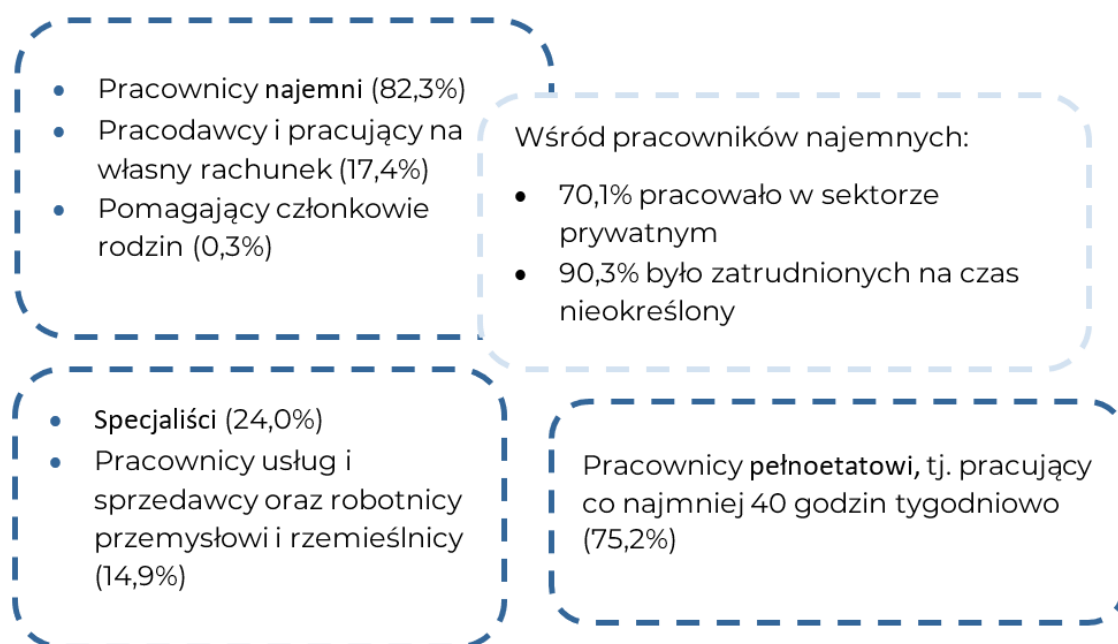 Pracownicy najemni (82,3%)
Pracodawcy i pracujący na
własny rachunek (17,4%)
Pomagający członkowie
rodzin (0,3%)
Wśród pracowników najemnych:
70,1% pracowało w sektorze
prywatnym
90,3% było zatrudnionych na czas
nieokreślony
Specjaliści (24,0%)
Pracownicy usług i
sprzedawcy oraz robotnicy
przemysłowi i rzemieślnicy
(14,9%)
Pracownicy pełnoetatowi, tj. pracujący
co najmniej 40 godzin tygodniowo
(75,2%)